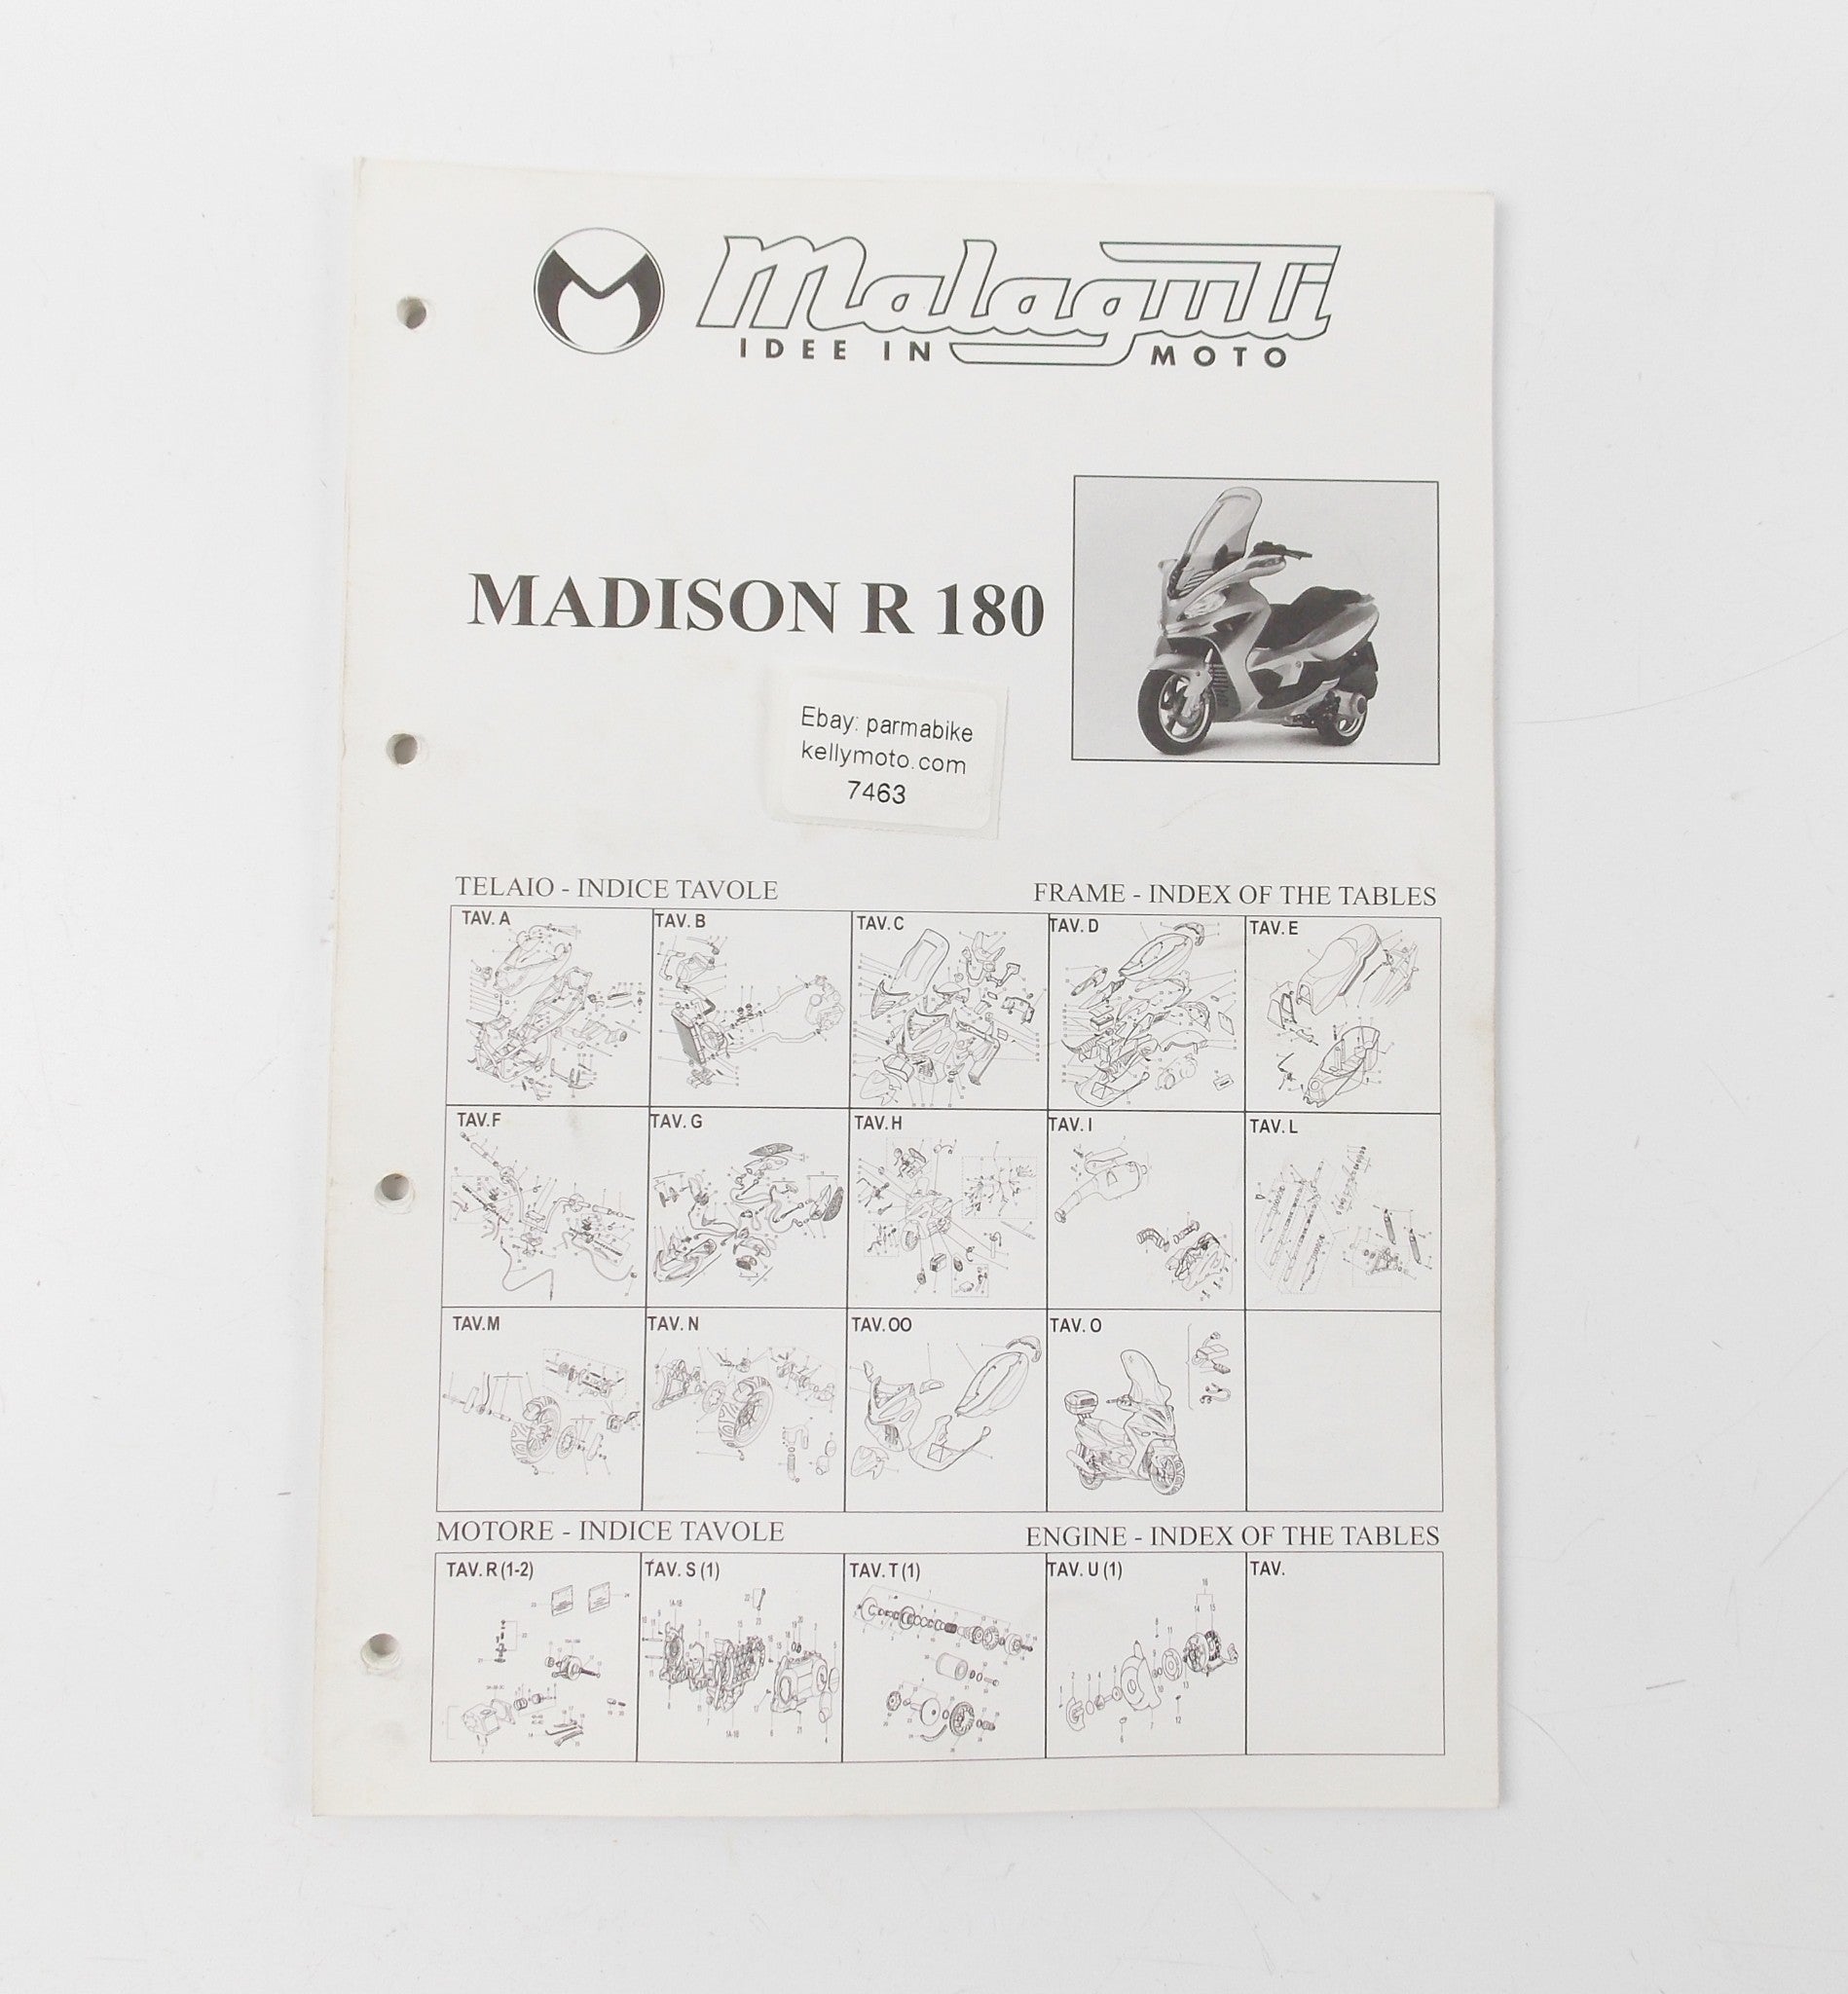 Malaguti
IDEE IN MOTO
MADISON R 180
Ebay: parmabike
kellymoto.com
7463
TELAIO - INDICE TAVOLE FRAME - INDEX OF THE TABLES
TAV. A TAV. B TAV. C TAV. D TAV. E
TAV.F TAV. G TAV. H TAV. I TAV. L
TAV.M TAV. N TAV. OO TAV. O
MOTORE - INDICE TAVOLE ENGINE - INDEX OF THE TABLES
TAV. R (1-2) TAV. S (1) TAV. T (1) TAV. U (1) TAV.